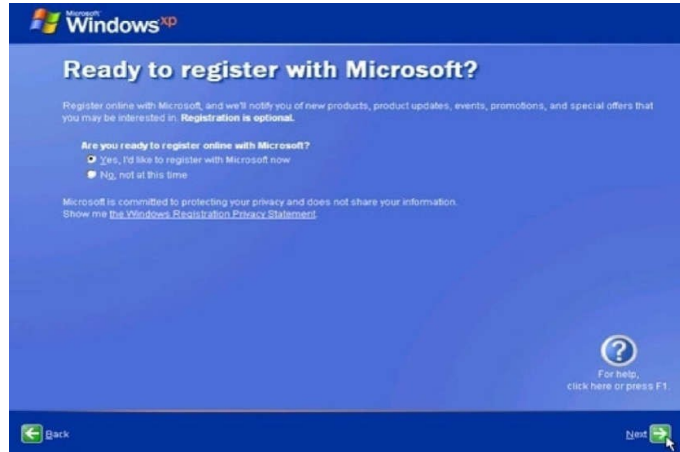 Microsoft
Windows xp
Ready to register with Microsoft?
Register online with Microsoft, and we'll notify you of new products, product updates, events, promotions, and special offers that
you may be interested in. Registration is optional.
Are you ready to register online with Microsoft?
Yes, I'd like to register with Microsoft now
No, not at this time
Microsoft is committed to protecting your privacy and does not share your information.
Show me the Windows Registration Privacy Statement.
?
For help,
click here or press F1.
Back
Next